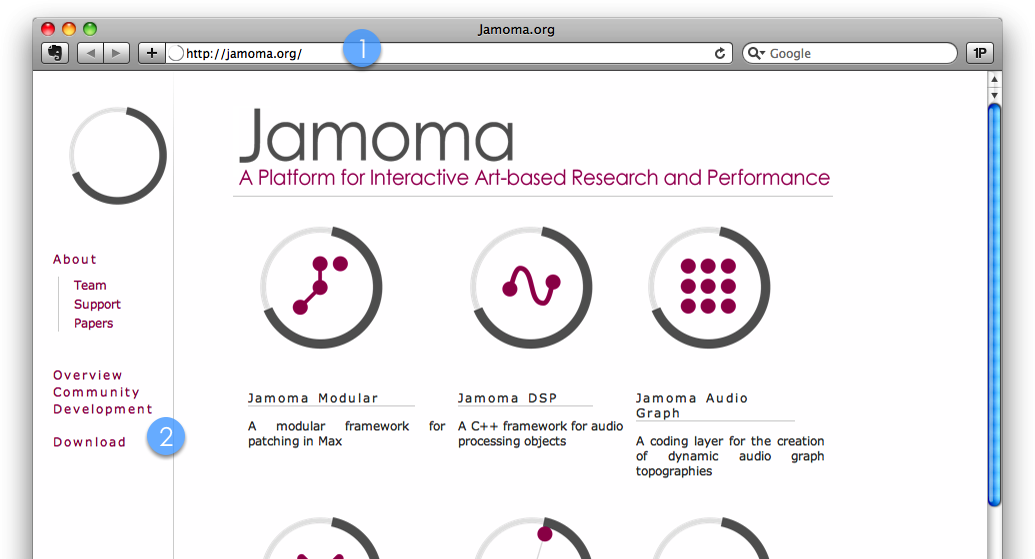 Jamoma.org
http://jamoma.org/
1
Google
1P
Jamoma
A Platform for Interactive Art-based Research and Performance
About
Team
Support
Papers
Overview
Community
Development
Download
2
Jamoma Modular
A modular framework for
patching in Max
Jamoma DSP
A C++ framework for audio
processing objects
Jamoma Audio
Graph
A coding layer for the creation
of dynamic audio graph
topographies